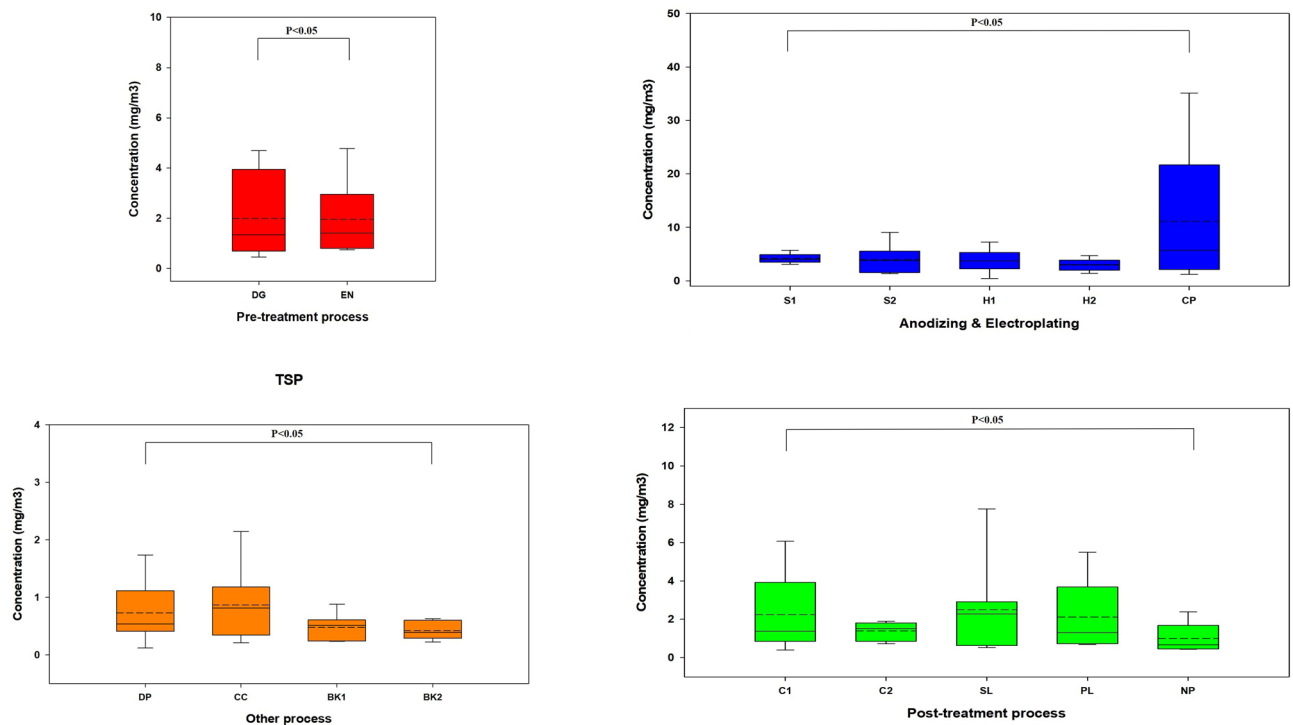 10
8
6
4
2
0
Concentration (mg/m3)
P<0.05
DG EN
Pre-treatment process
50
40
30
20
10
0
Concentration (mg/m3)
P<0.05
S1 S2 H1 H2 CP
Anodizing & Electroplating
TSP
4
3
2
1
0
Concentration (mg/m3)
P<0.05
DP CC BK1 BK2
Other process
12
10
8
6
4
2
0
Concentration (mg/m3)
P<0.05
C1 C2 SL PL NP
Post-treatment process